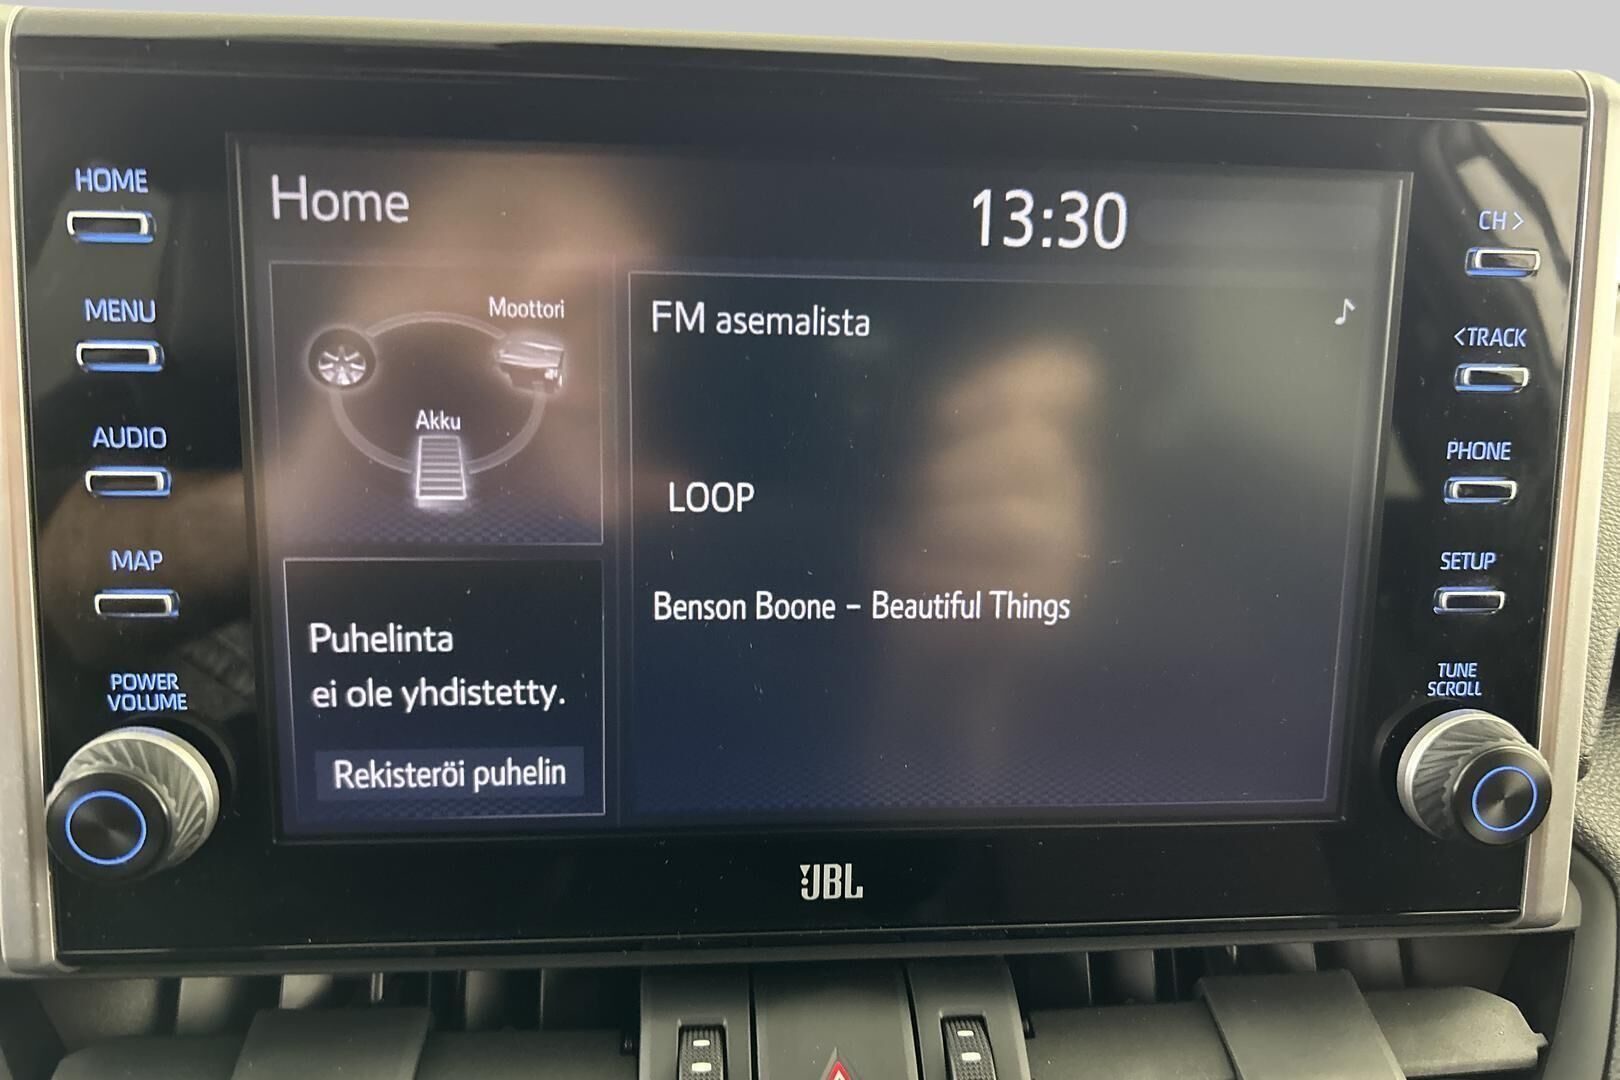 HOME
MENU
AUDIO
MAP
POWER
VOLUME
Home
13:30
Moottori
Akku
Puhelinta
ei ole yhdistetty.
Rekisteröi puhelin
FM asemalista
LOOP
Benson Boone – Beautiful Things
CH>
<TRACK
PHONE
SETUP
TUNE
SCROLL
JBL